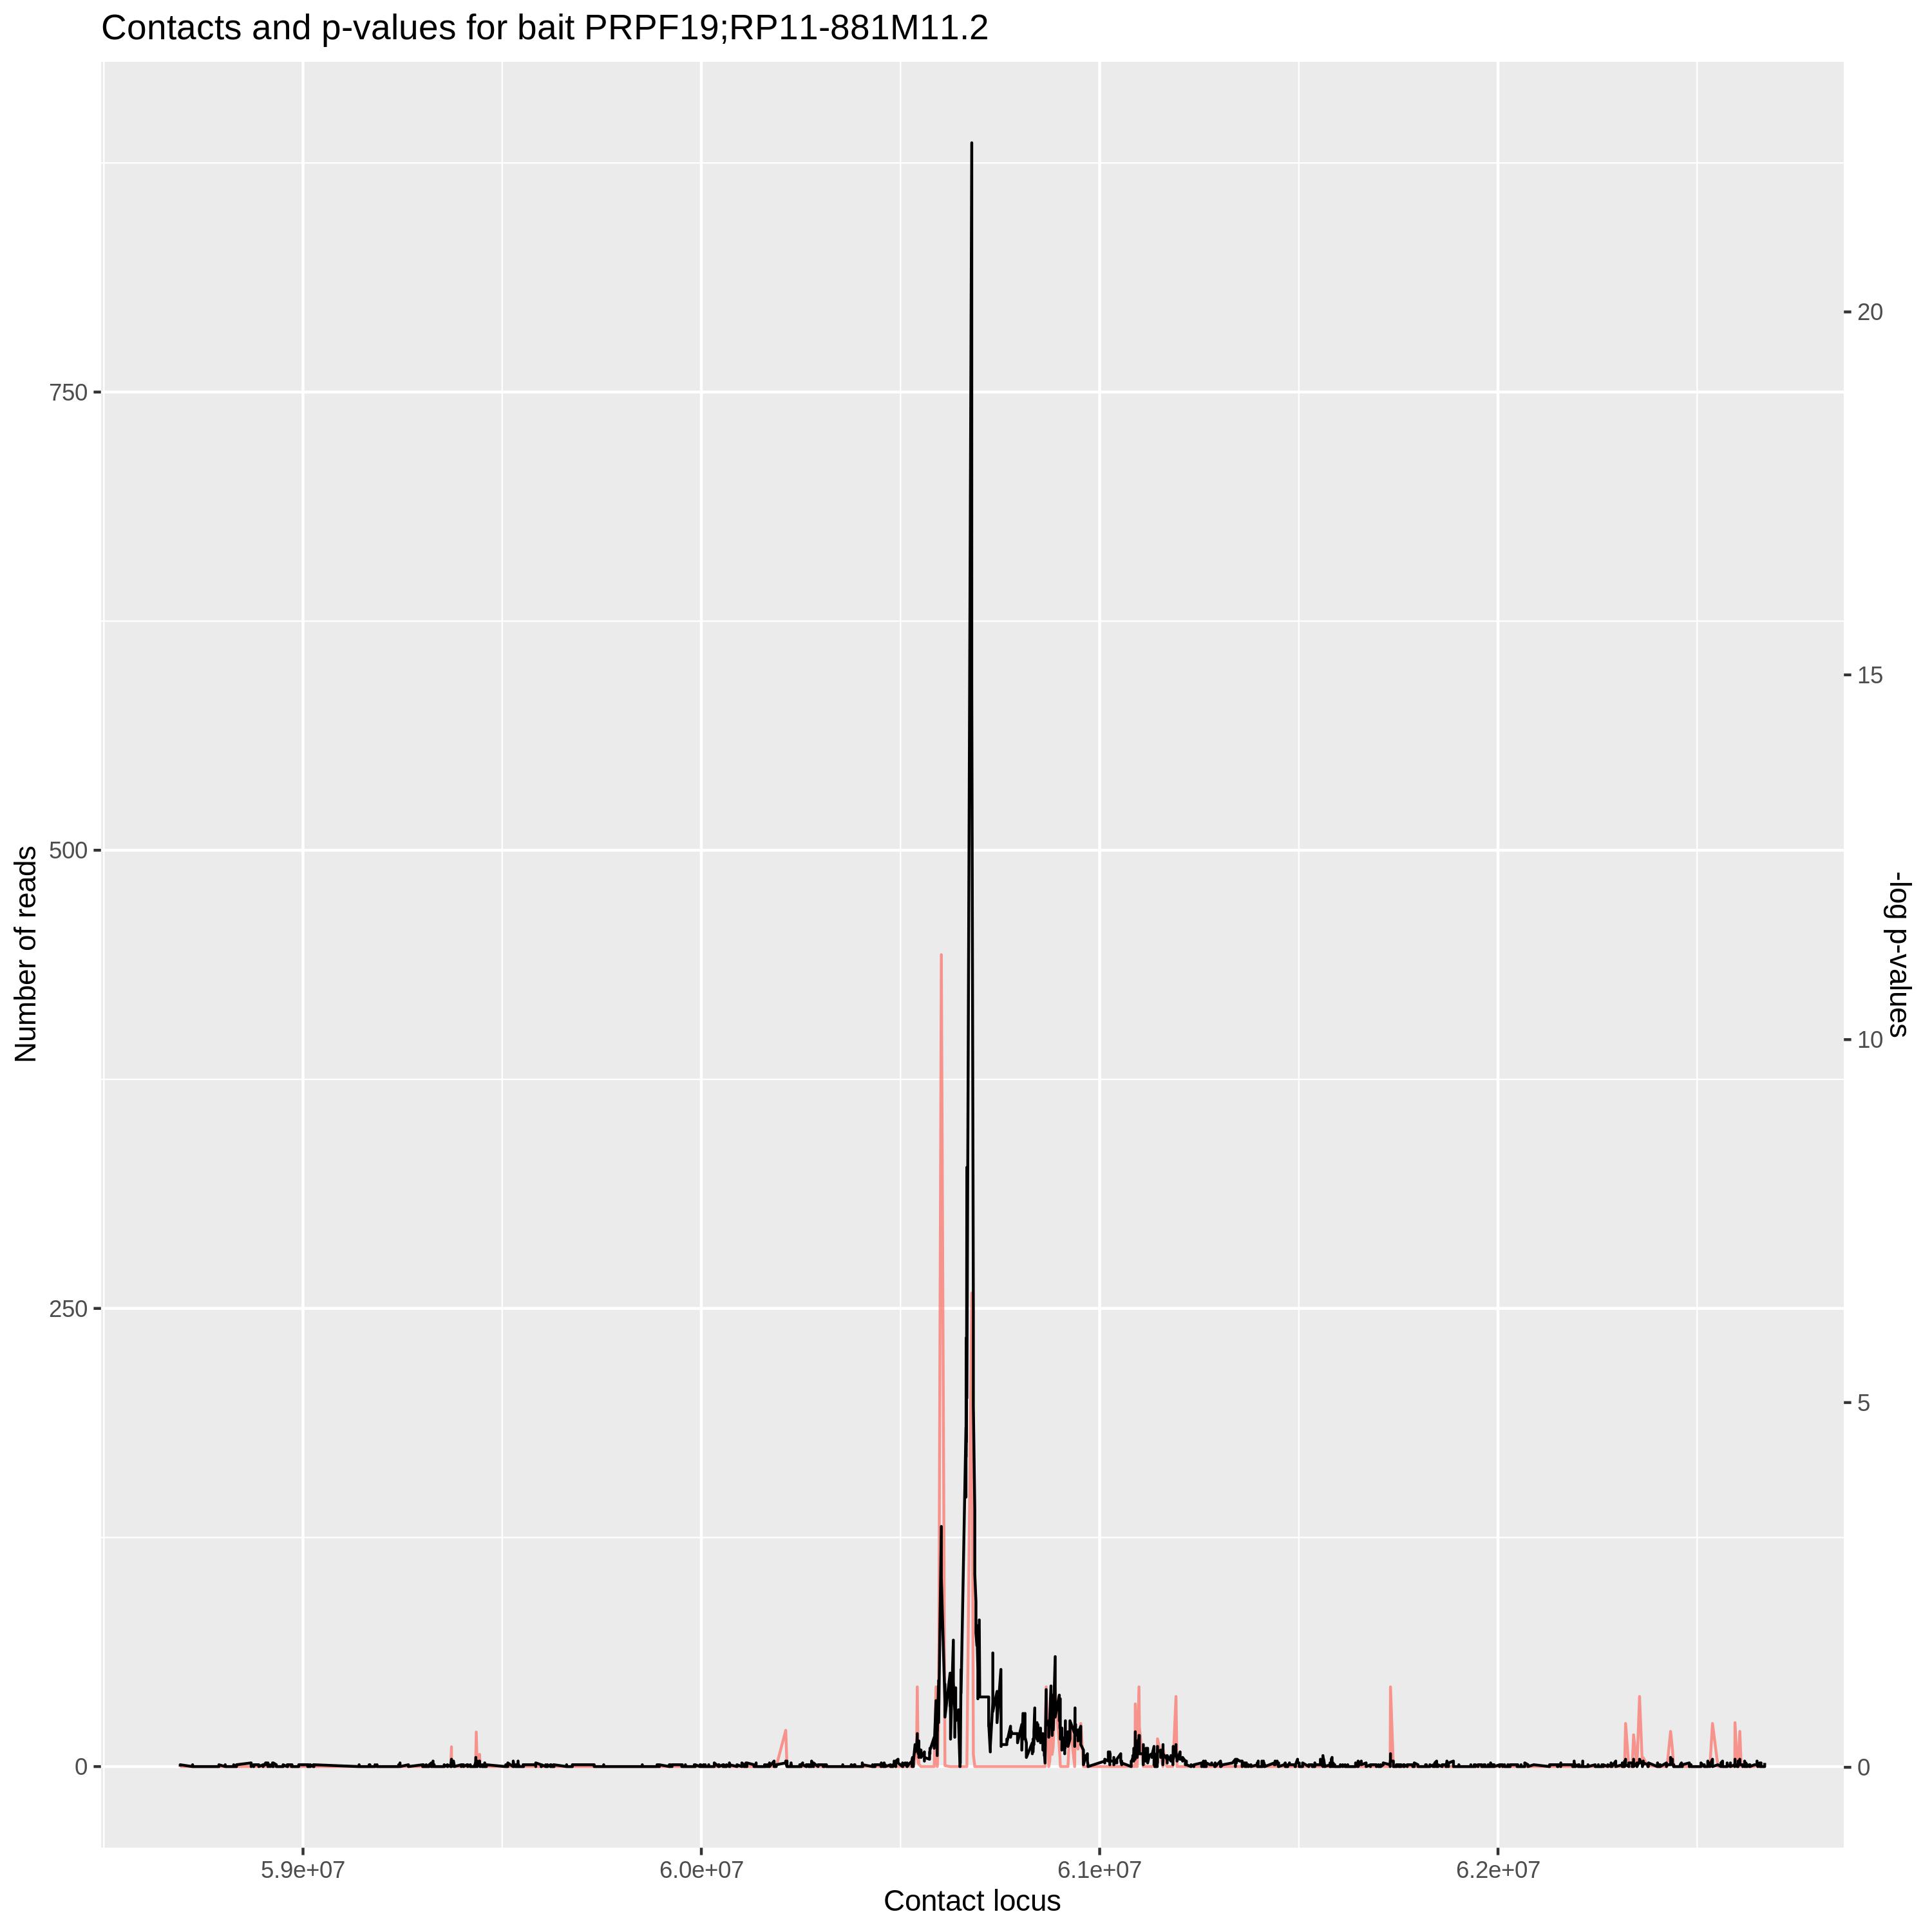 Contacts and p-values for bait PRPF19;RP11-881M11.2
750
500
250
0
Number of reads
20
15
10
5
0
-log p-values
5.9e+07
6.0e+07
6.1e+07
6.2e+07
Contact locus